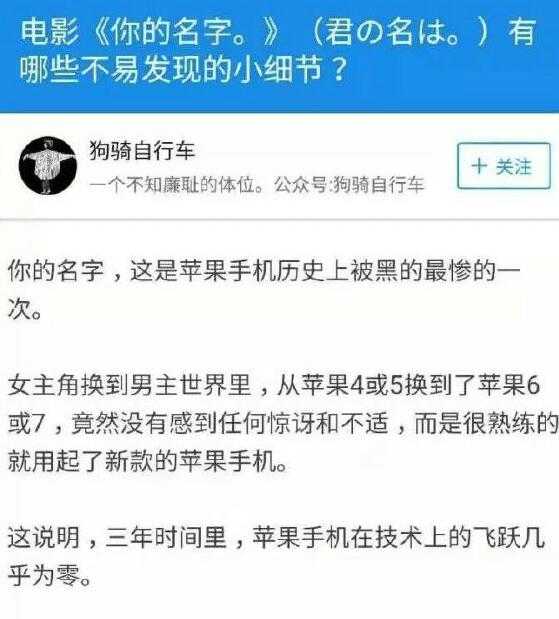 电影《你的名字。》（君の名は。）有
哪些不易发现的小细节？
狗骑自行车
一个不知廉耻的体位。公众号:狗骑自行车
+ 关注
你的名字，这是苹果手机历史上被黑的最惨的一
次。
女主角换到男主世界里，从苹果4或5换到了苹果6
或7，竟然没有感到任何惊讶和不适，而是很熟练的
就用起了新款的苹果手机。
这说明，三年时间里，苹果手机在技术上的飞跃几
乎为零。